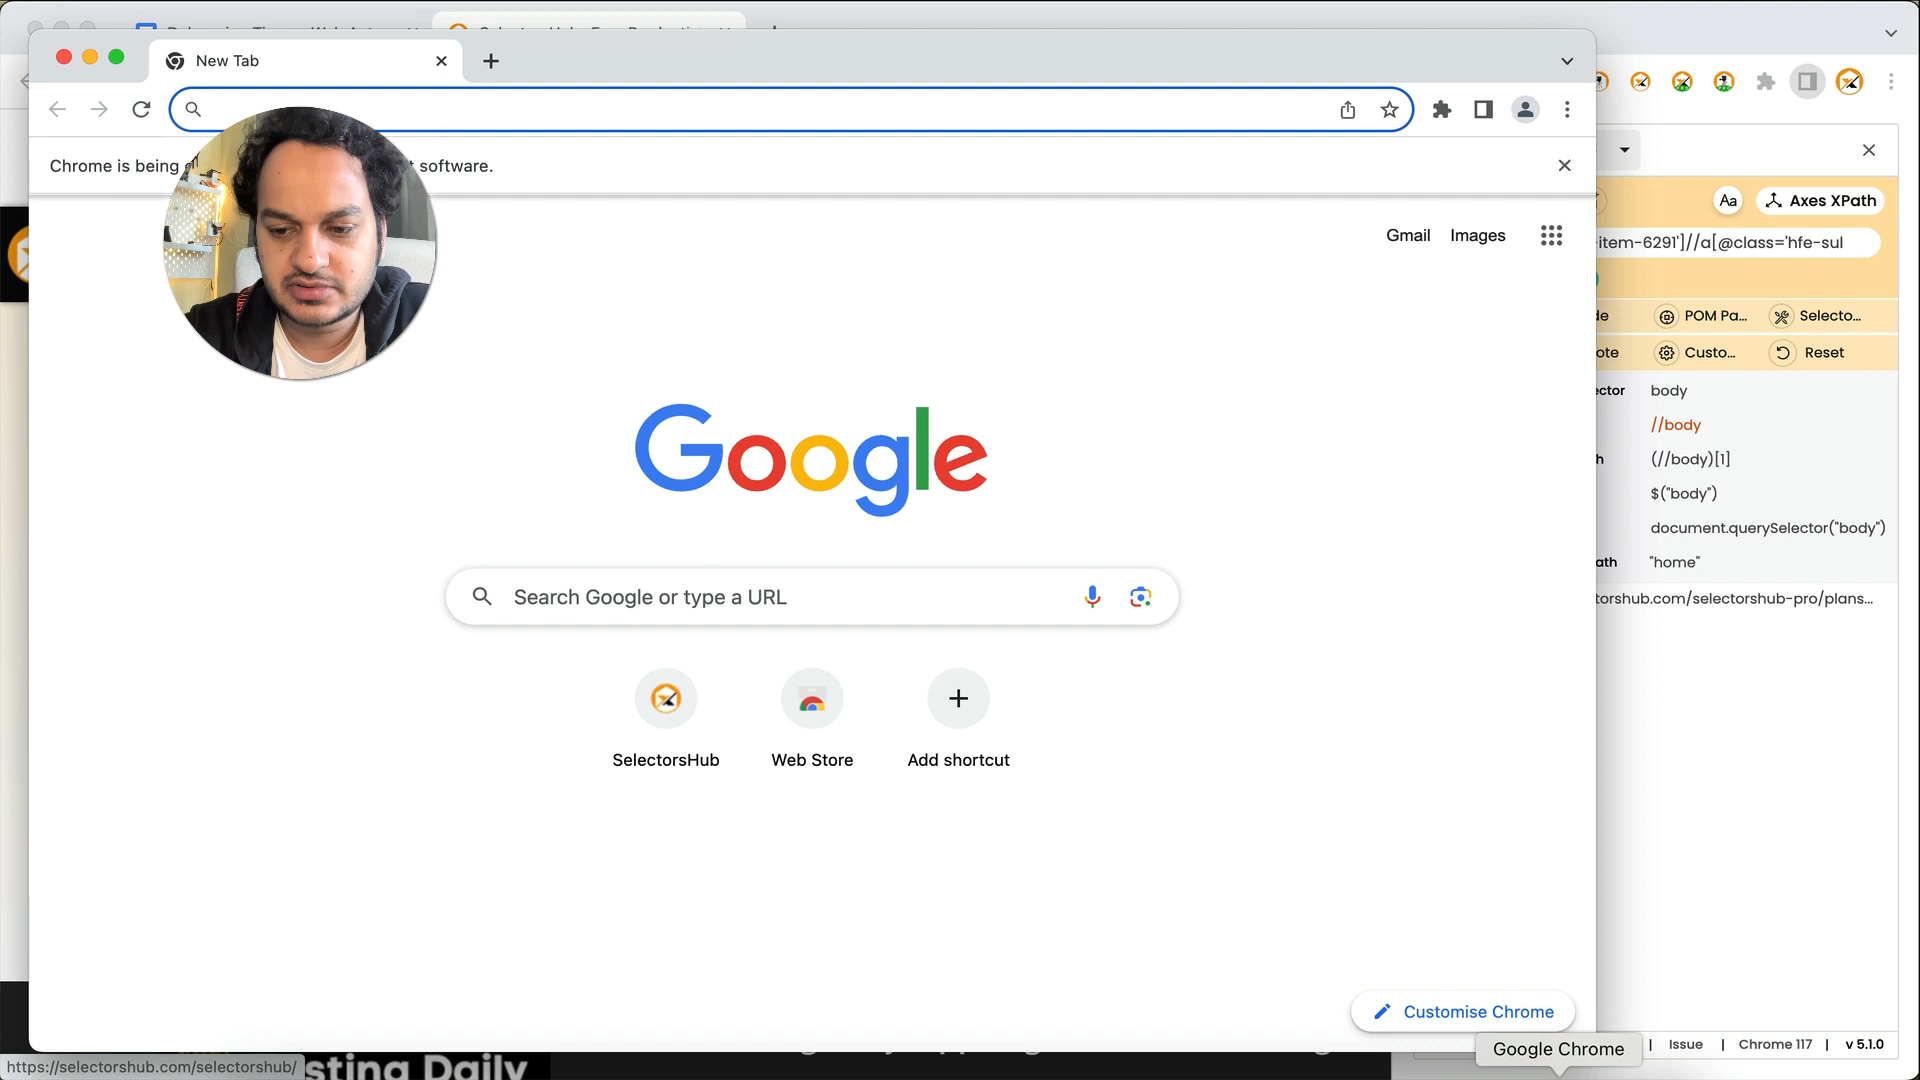 New Tab
Chrome is being
software.
Gmail
Images
Google
Search Google or type a URL
SelectorsHub
Web Store
Add shortcut
Customise Chrome
Google Chrome
https://selectorshub.com/selectorshub/
sting Daily
Aa
Axes XPath
-item-6291']//a[@class='hfe-sul
POM Pa...
Selecto...
Custo...
Reset
body
//body
(//body)[1]
$("body")
document.querySelector("body")
"home"
torshub.com/selectorshub-pro/plans...
| Issue | Chrome 117 | v 5.1.0